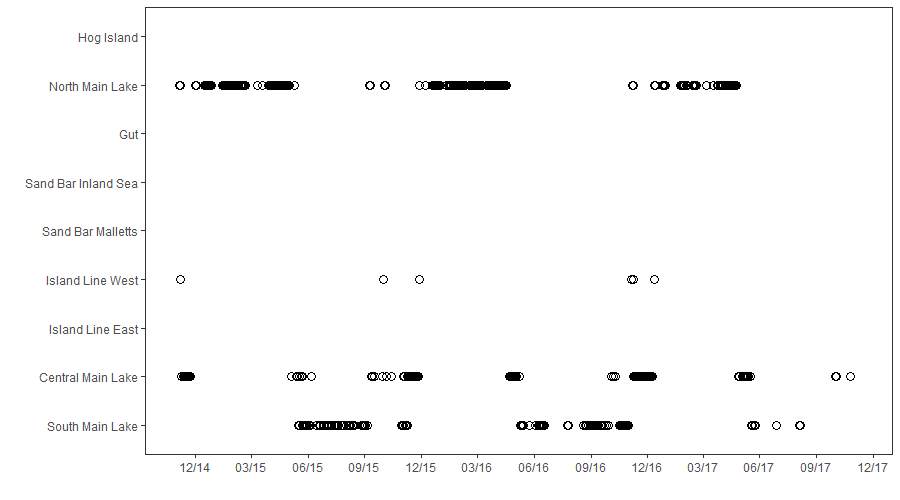 Hog Island
North Main Lake
Gut
Sand Bar Inland Sea
Sand Bar Malletts
Island Line West
Island Line East
Central Main Lake
South Main Lake
12/14 03/15 06/15 09/15 12/15 03/16 06/16 09/16 12/16 03/17 06/17 09/17 12/17